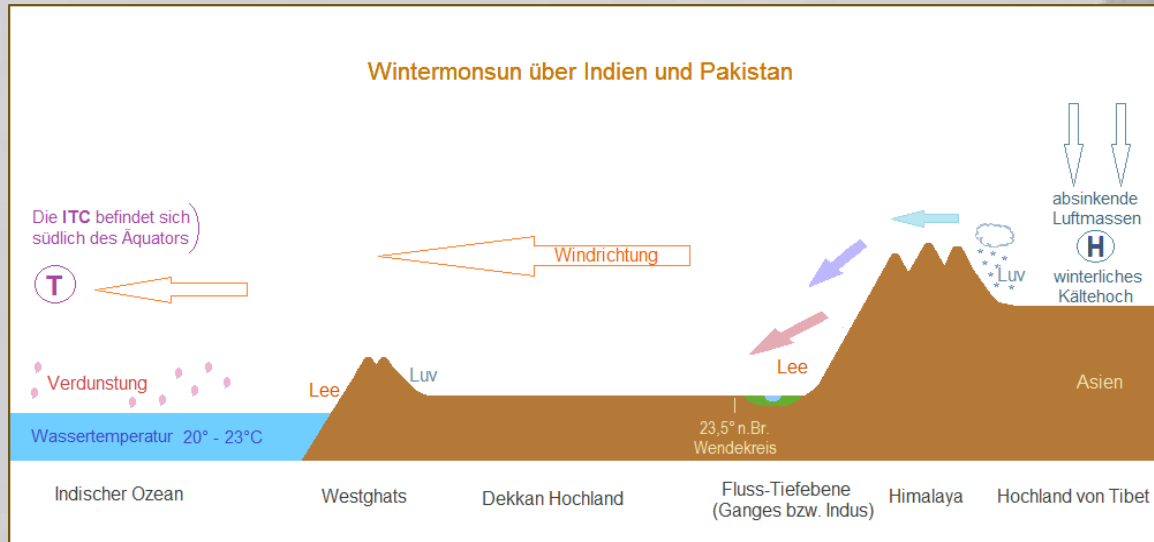 Wintermonsun über Indien und Pakistan
Die ITC befindet sich
südlich des Äquators
T
Windrichtung
absinkende
Luftmassen
H
winterliches
Kältehoch
Luv
Verdunstung
Lee
Luv
Lee
Asien
Wassertemperatur 20° - 23°C
23,5° n.Br.
Wendekreis
Indischer Ozean
Westghats
Dekkan Hochland
Fluss-Tiefebene
(Ganges bzw. Indus)
Himalaya
Hochland von Tibet